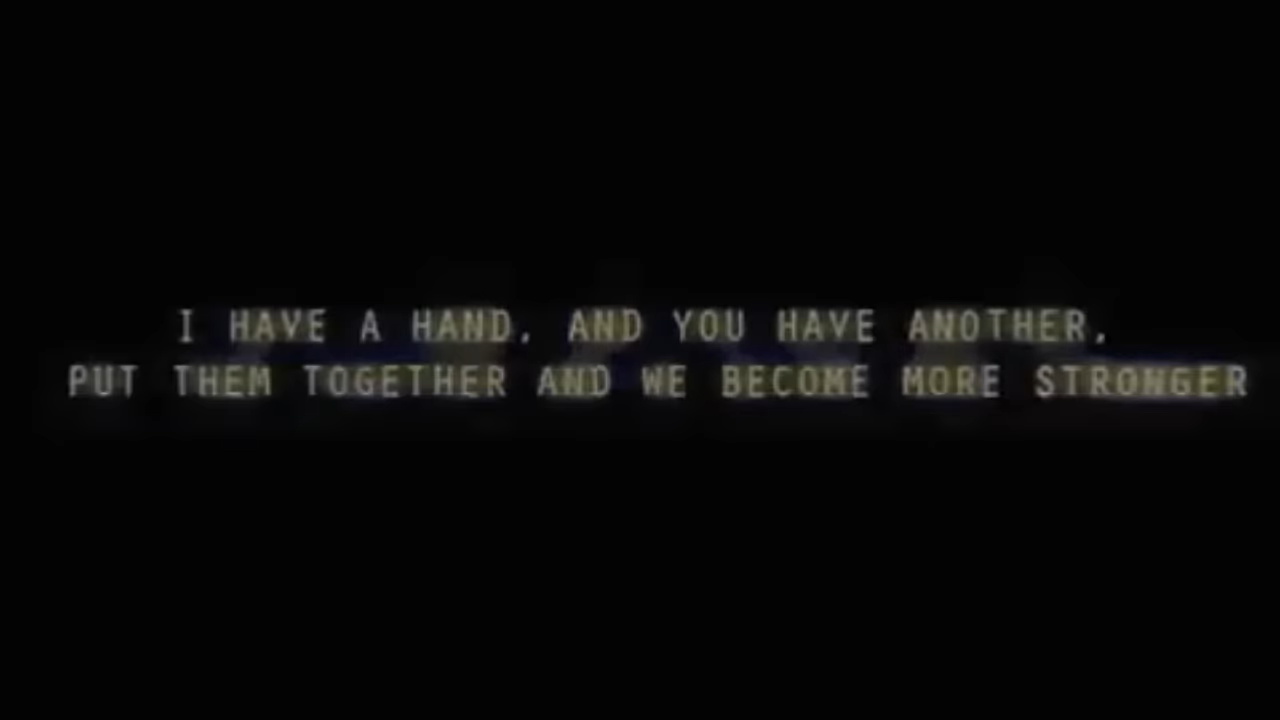 I HAVE A HAND, AND YOU HAVE ANOTHER,
PUT THEM TOGETHER AND WE BECOME MORE STRONGER